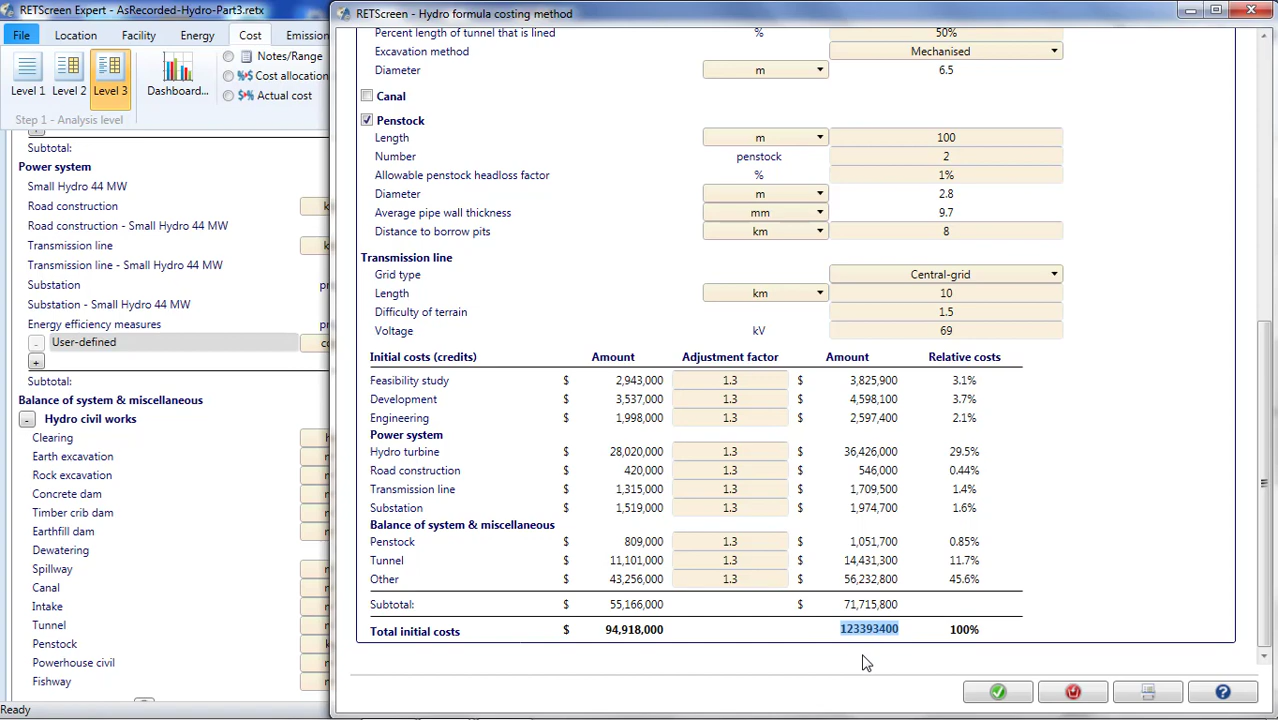 RETScreen Expert - AsRecorded-Hydro-Part3.retx
File Location Facility Energy Cost Emission
Level 1 Level 2 Level 3 Dashboard...
Notes/Range
Cost allocation
Actual cost
Step 1 - Analysis level
Subtotal:
Power system
Small Hydro 44 MW
Road construction k
Road construction - Small Hydro 44 MW
Transmission line k
Transmission line - Small Hydro 44 MW
Substation pr
Substation - Small Hydro 44 MW
Energy efficiency measures pr
- User-defined co
+
Subtotal:
Balance of system & miscellaneous
- Hydro civil works
Clearing h
Earth excavation
Rock excavation
Concrete dam
Timber crib dam
Earthfill dam
Dewatering
Spillway
Canal
Intake
Tunnel
Penstock
Powerhouse civil
Fishway
Ready
RETScreen - Hydro formula costing method
Percent length of tunnel that is lined % 50%
Excavation method Mechanised
Diameter m 6.5
Canal
Penstock
Length m 100
Number penstock 2
Allowable penstock headloss factor % 1%
Diameter m 2.8
Average pipe wall thickness mm 9.7
Distance to borrow pits km 8
Transmission line
Grid type Central-grid
Length km 10
Difficulty of terrain 1.5
Voltage kV 69
Initial costs (credits) Amount Adjustment factor Amount Relative costs
Feasibility study $ 2,943,000 1.3 $ 3,825,900 3.1%
Development $ 3,537,000 1.3 $ 4,598,100 3.7%
Engineering $ 1,998,000 1.3 $ 2,597,400 2.1%
Power system
Hydro turbine $ 28,020,000 1.3 $ 36,426,000 29.5%
Road construction $ 420,000 1.3 $ 546,000 0.44%
Transmission line $ 1,315,000 1.3 $ 1,709,500 1.4%
Substation $ 1,519,000 1.3 $ 1,974,700 1.6%
Balance of system & miscellaneous
Penstock $ 809,000 1.3 $ 1,051,700 0.85%
Tunnel $ 11,101,000 1.3 $ 14,431,300 11.7%
Other $ 43,256,000 1.3 $ 56,232,800 45.6%
Subtotal: $ 55,166,000 $ 71,715,800
Total initial costs $ 94,918,000 123393400 100%